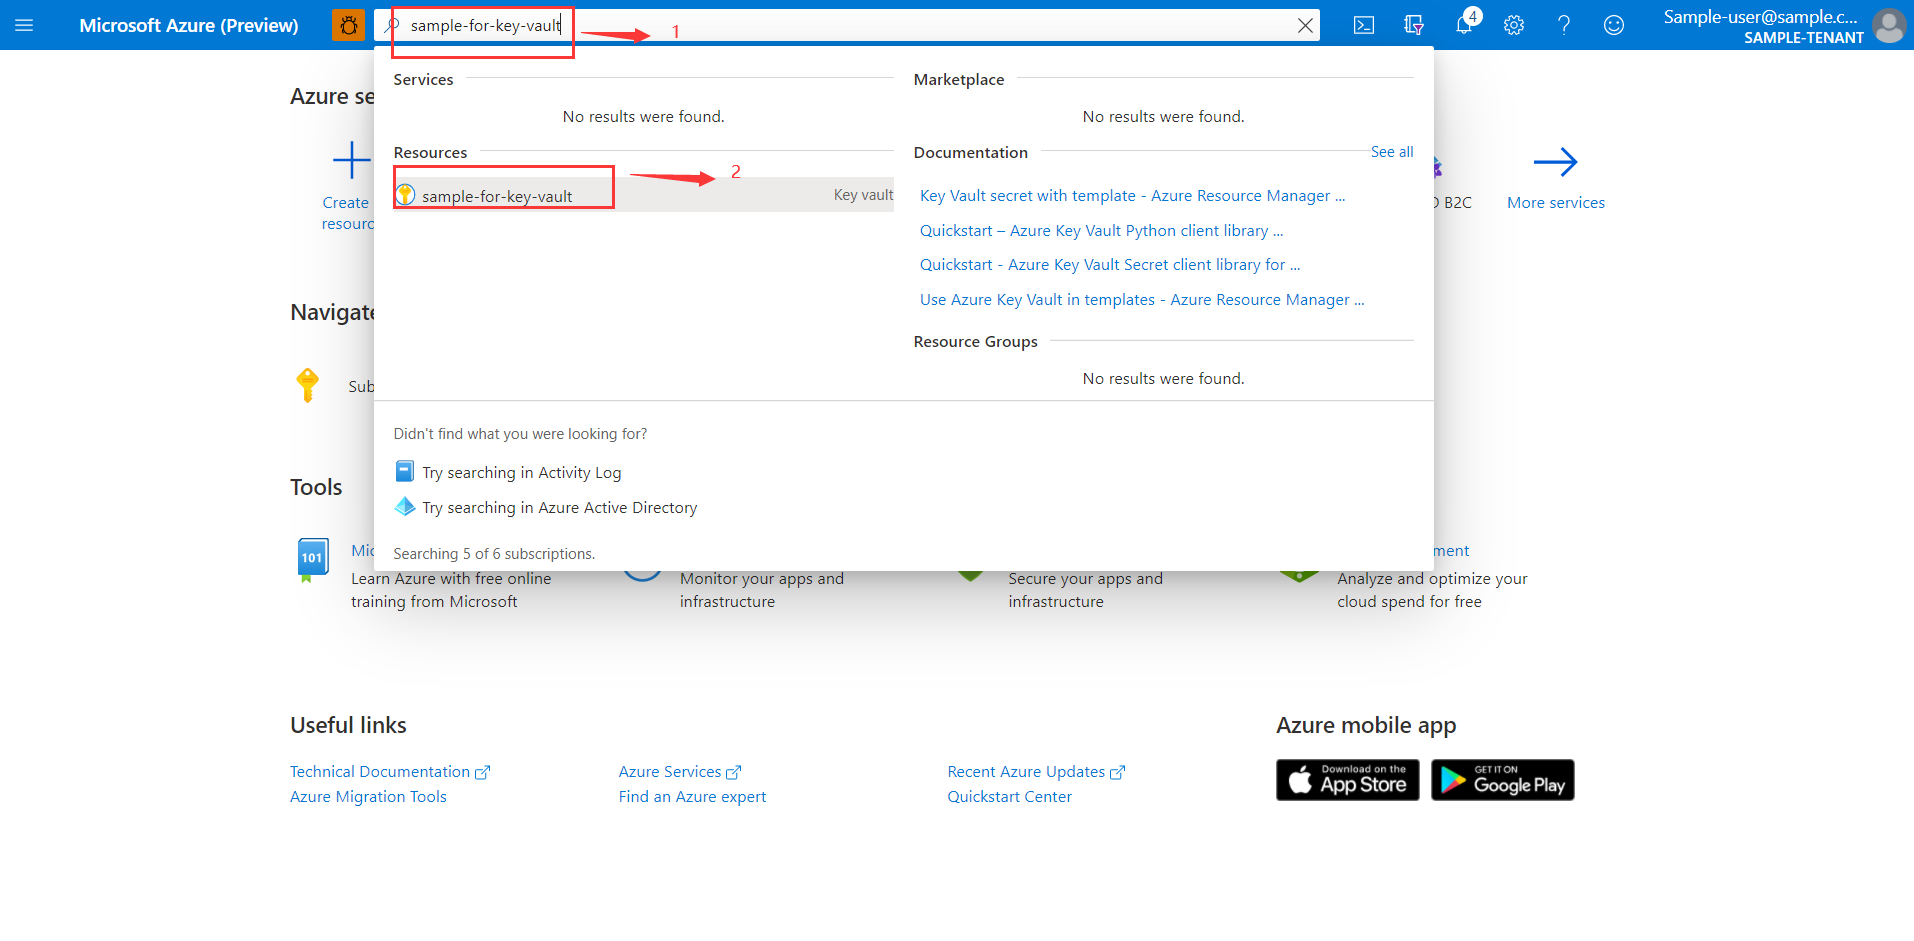 Microsoft Azure (Preview)
sample-for-key-vault
1
4
Sample-user@sample.c...
SAMPLE-TENANT
Azure se
Create
resourc
B2C
More services
Navigate
Sub
Services
No results were found.
Resources
2
sample-for-key-vault
Key vault
Marketplace
No results were found.
Documentation
See all
Key Vault secret with template - Azure Resource Manager ...
Quickstart – Azure Key Vault Python client library ...
Quickstart - Azure Key Vault Secret client library for ...
Use Azure Key Vault in templates - Azure Resource Manager ...
Resource Groups
No results were found.
Didn't find what you were looking for?
Try searching in Activity Log
Try searching in Azure Active Directory
Searching 5 of 6 subscriptions.
Tools
101
Mic
Learn Azure with free online
training from Microsoft
Monitor your apps and
infrastructure
Secure your apps and
infrastructure
ment
Analyze and optimize your
cloud spend for free
Useful links
Technical Documentation
Azure Services
Recent Azure Updates
Azure Migration Tools
Find an Azure expert
Quickstart Center
Azure mobile app
Download on the
App Store
GET IT ON
Google Play